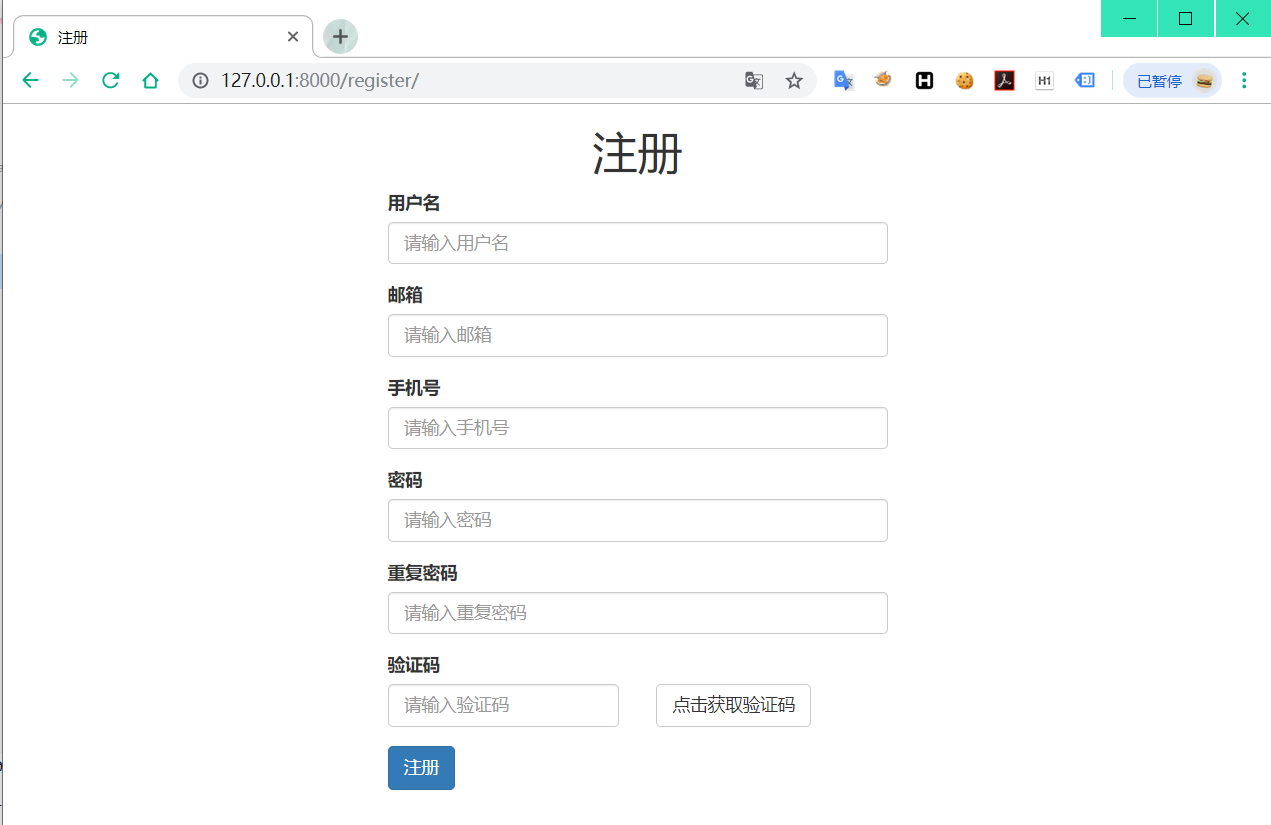 注册
127.0.0.1:8000/register/
H1
已暂停
注册
用户名
请输入用户名
邮箱
请输入邮箱
手机号
请输入手机号
密码
请输入密码
重复密码
请输入重复密码
验证码
请输入验证码 点击获取验证码
注册